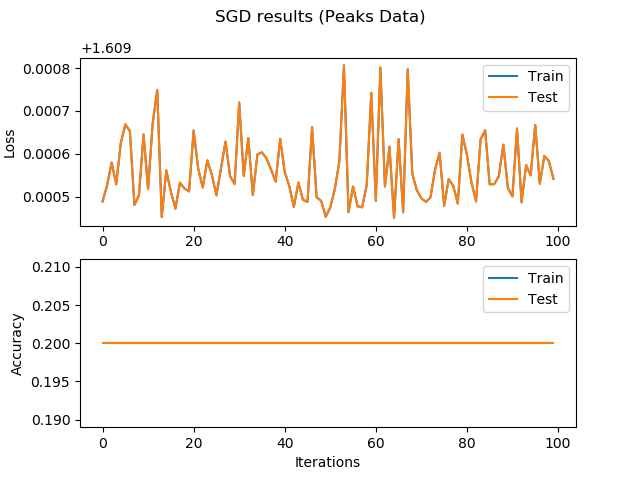 SGD results (Peaks Data)
+1.609
0.0008
0.0007
0.0006
0.0005
Loss
Train
Test
0 20 40 60 80 100
0.210
0.205
0.200
0.195
0.190
Accuracy
Train
Test
0 20 40 60 80 100
Iterations